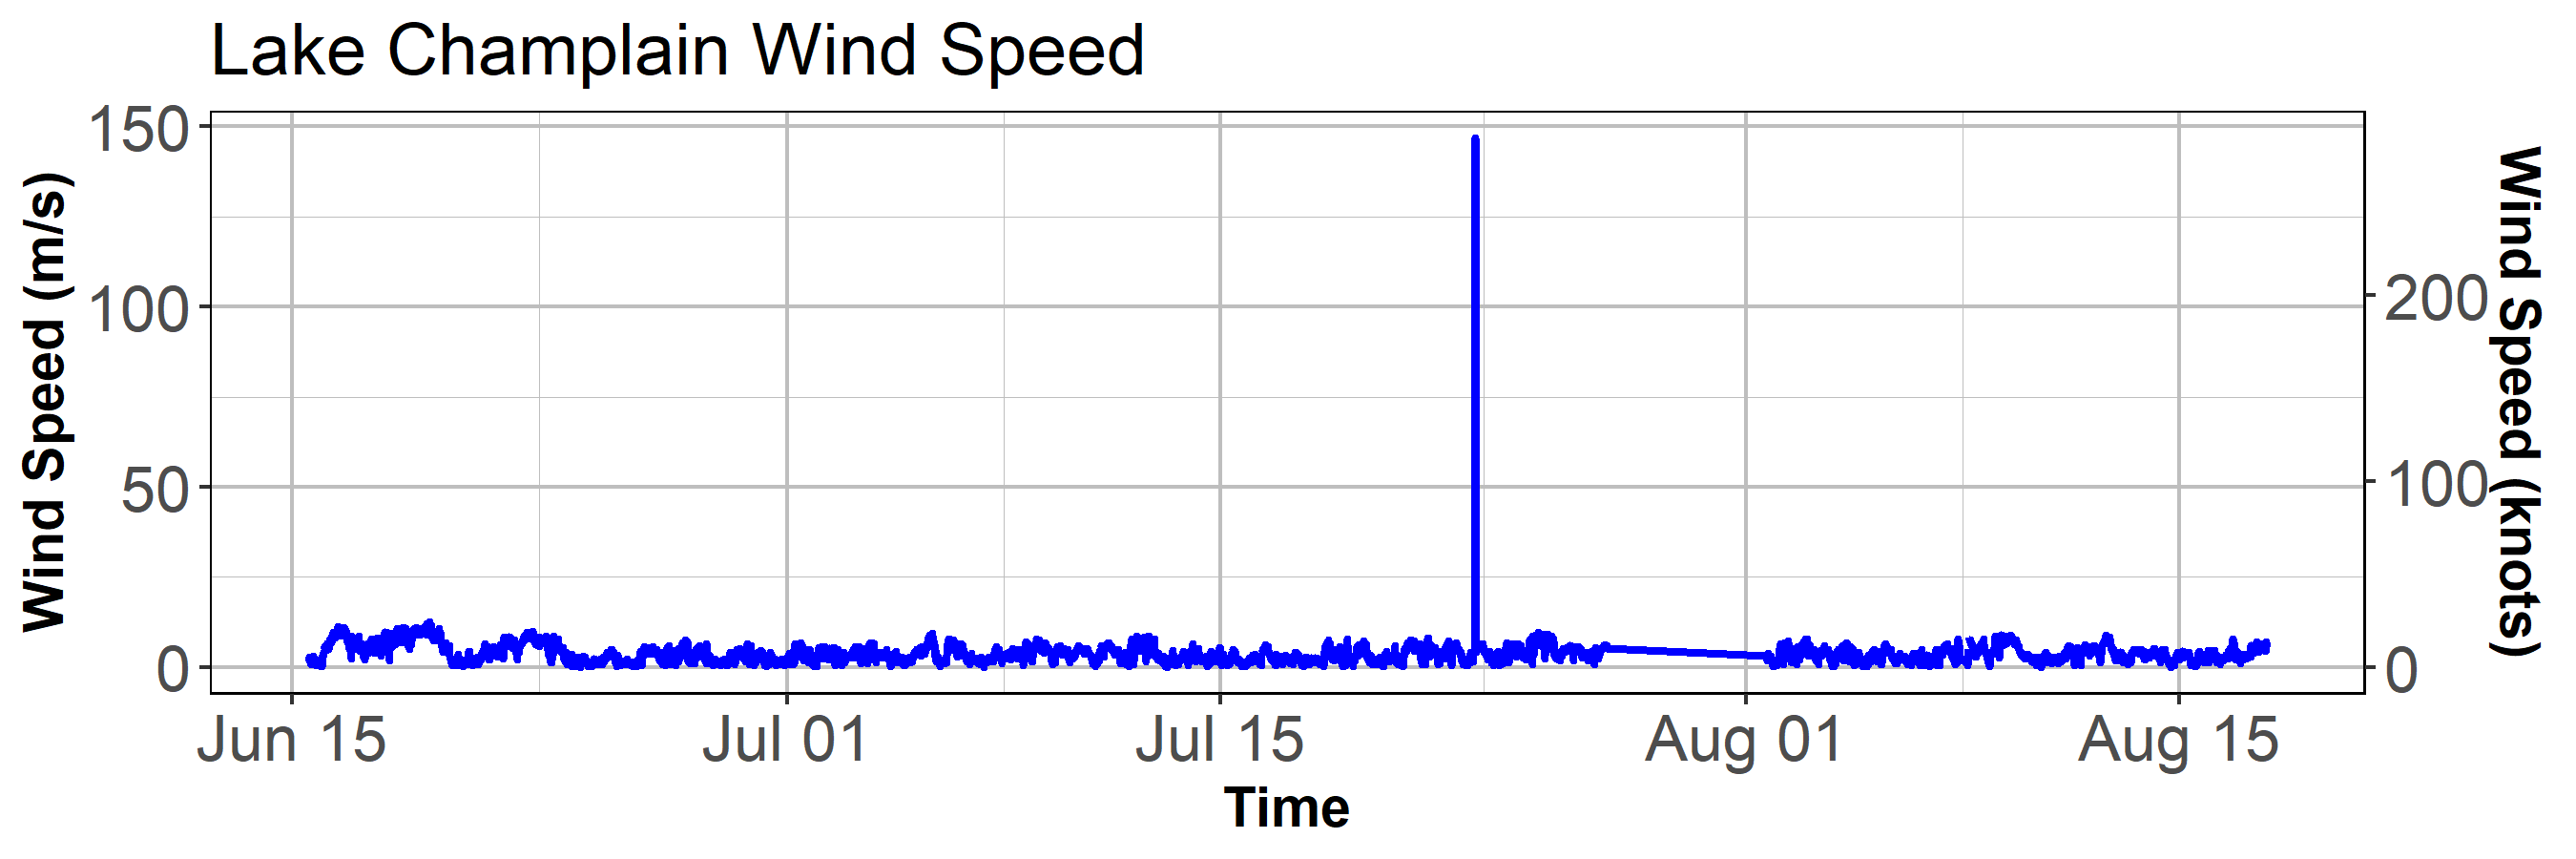 Lake Champlain Wind Speed
Wind Speed (m/s)
150
100
50
0
Wind Speed (knots)
200
100
0
Jun 15
Jul 01
Jul 15
Aug 01
Aug 15
Time